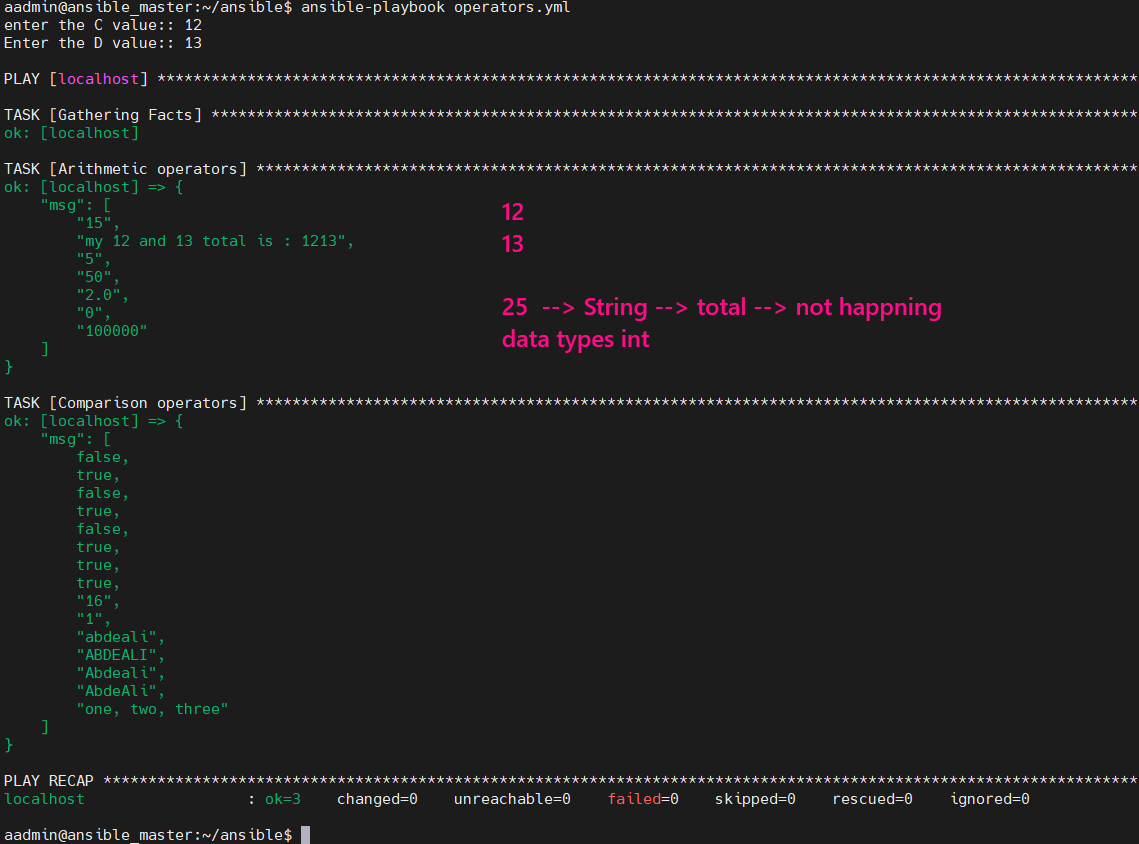 aadmin@ansible_master:~/ansible$ ansible-playbook operators.yml
enter the C value:: 12
Enter the D value:: 13
PLAY [localhost] *************************************************************************************************************
TASK [Gathering Facts] *******************************************************************************************************
ok: [localhost]
TASK [Arithmetic operators] **************************************************************************************************
ok: [localhost] => {
    "msg": [
12
        "15",
        "my 12 and 13 total is : 1213",
13
        "5",
        "50",
        "2.0",
25 --> String --> total --> not happning
        "0",
        "100000"
data types int
    ]
}
TASK [Comparison operators] **************************************************************************************************
ok: [localhost] => {
    "msg": [
        false,
        true,
        false,
        true,
        false,
        true,
        true,
        true,
        "16",
        "1",
        "abdeali",
        "ABDEALI",
        "Abdeali",
        "AbdeAli",
        "one, two, three"
    ]
}
PLAY RECAP *******************************************************************************************************************
localhost                  : ok=3    changed=0    unreachable=0    failed=0    skipped=0    rescued=0    ignored=0
aadmin@ansible_master:~/ansible$